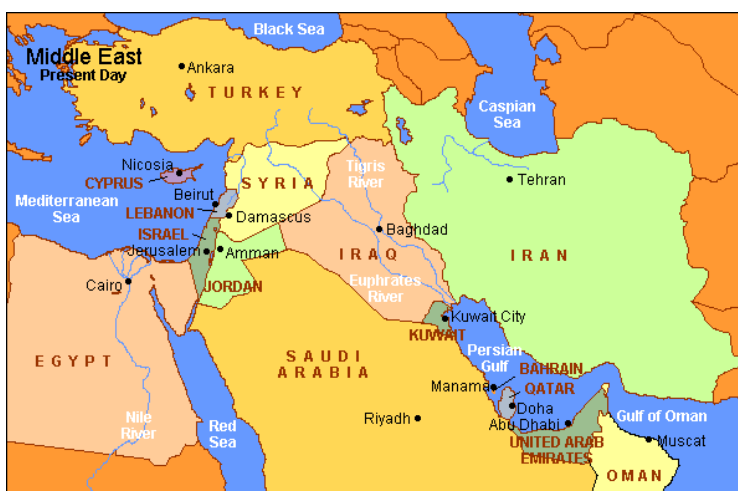 Black Sea
Middle East
Present Day
Ankara
TURKEY
Caspian
Sea
Nicosia
CYPRUS
Mediterranean
Sea
Beirut
LEBANON
SYRIA
Damascus
Tigris
River
Tehran
ISRAEL
Jerusalem
Amman
JORDAN
Baghdad
IRAQ
Euphrates
River
IRAN
Cairo
EGYPT
Nile
River
Red
Sea
SAUDI
ARABIA
Riyadh
Kuwait City
KUWAIT
Persian
Gulf
BAHRAIN
Manama
QATAR
Doha
Abu Dhabi
Gulf of Oman
UNITED ARAB
EMIRATES
Muscat
OMAN